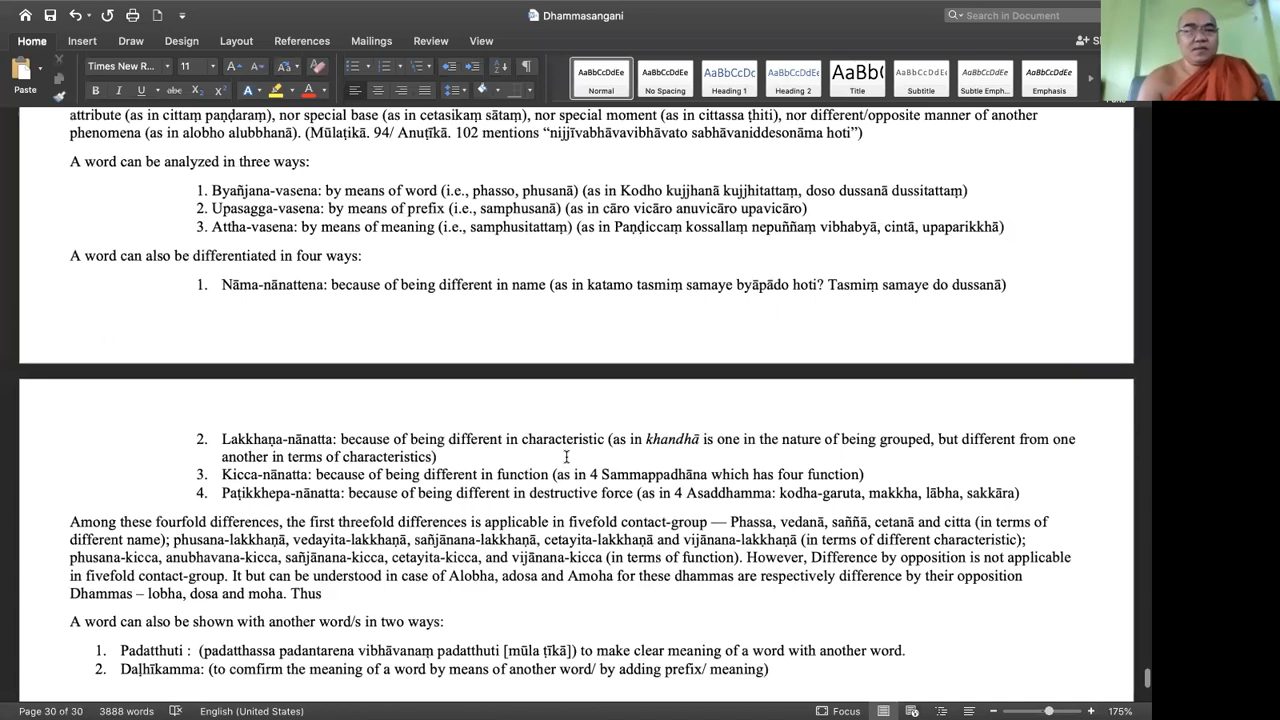 Dhammasangani
Search in Document
Home Insert Draw Design Layout References Mailings Review View
Paste
Times New R... 11
AaBbCcDdEe AaBbCcDdEe AaBbCcDc AaBbCcDdEe AaBb( AaBbCcDdEe AaBbCcDdEe AaBbCcDdEe
Normal No Spacing Heading 1 Heading 2 Title Subtitle Subtle Emph... Emphasis
attribute (as in cittaṃ paṇḍaraṃ), nor special base (as in cetasikaṃ sātaṃ), nor special moment (as in cittassa ṭhiti), nor different/opposite manner of another
phenomena (as in alobho alubbhanā). (Mūlaṭikā. 94/ Anuṭīkā. 102 mentions “nijjīvabhāvavibhāvato sabhāvaniddesonāma hoti”)
A word can be analyzed in three ways:
1. Byañjana-vasena: by means of word (i.e., phasso, phusanā) (as in Kodho kujjhanā kujjhitattaṃ, doso dussanā dussitattaṃ)
2. Upasagga-vasena: by means of prefix (i.e., samphusanā) (as in cāro vicāro anuvicāro upavicāro)
3. Attha-vasena: by means of meaning (i.e., samphusitattaṃ) (as in Paṇḍiccaṃ kossallaṃ nepuññaṃ vibhabyā, cintā, upaparikkhā)
A word can also be differentiated in four ways:
1. Nāma-nānattena: because of being different in name (as in katamo tasmiṃ samaye byāpādo hoti? Tasmiṃ samaye do dussanā)
2. Lakkhaṇa-nānatta: because of being different in characteristic (as in khandhā is one in the nature of being grouped, but different from one
another in terms of characteristics)
3. Kicca-nānatta: because of being different in function (as in 4 Sammappadhāna which has four function)
4. Paṭikkhepa-nānatta: because of being different in destructive force (as in 4 Asaddhamma: kodha-garuta, makkha, lābha, sakkāra)
Among these fourfold differences, the first threefold differences is applicable in fivefold contact-group — Phassa, vedanā, saññā, cetanā and citta (in terms of
different name); phusana-lakkhaṇā, vedayita-lakkhaṇā, sañjānana-lakkhaṇā, cetayita-lakkhaṇā and vijānana-lakkhaṇā (in terms of different characteristic);
phusana-kicca, anubhavana-kicca, sañjānana-kicca, cetayita-kicca, and vijānana-kicca (in terms of function). However, Difference by opposition is not applicable
in fivefold contact-group. It but can be understood in case of Alobha, adosa and Amoha for these dhammas are respectively difference by their opposition
Dhammas – lobha, dosa and moha. Thus
A word can also be shown with another word/s in two ways:
1. Padatthuti : (padatthassa padantarena vibhāvanaṃ padatthuti [mūla ṭīkā]) to make clear meaning of a word with another word.
2. Daḷhīkamma: (to comfirm the meaning of a word by means of another word/ by adding prefix/ meaning)
Page 30 of 30 3888 words English (United States) Focus 175%